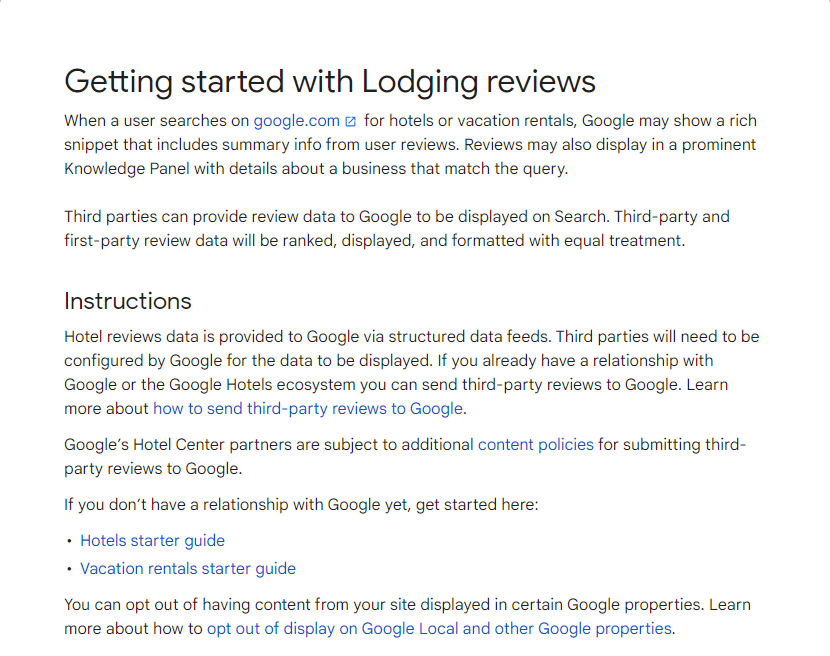 Getting started with Lodging reviews
When a user searches on google.com for hotels or vacation rentals, Google may show a rich
snippet that includes summary info from user reviews. Reviews may also display in a prominent
Knowledge Panel with details about a business that match the query.
Third parties can provide review data to Google to be displayed on Search. Third-party and
first-party review data will be ranked, displayed, and formatted with equal treatment.
Instructions
Hotel reviews data is provided to Google via structured data feeds. Third parties will need to be
configured by Google for the data to be displayed. If you already have a relationship with
Google or the Google Hotels ecosystem you can send third-party reviews to Google. Learn
more about how to send third-party reviews to Google.
Google’s Hotel Center partners are subject to additional content policies for submitting third-
party reviews to Google.
If you don’t have a relationship with Google yet, get started here:
• Hotels starter guide
• Vacation rentals starter guide
You can opt out of having content from your site displayed in certain Google properties. Learn
more about how to opt out of display on Google Local and other Google properties.